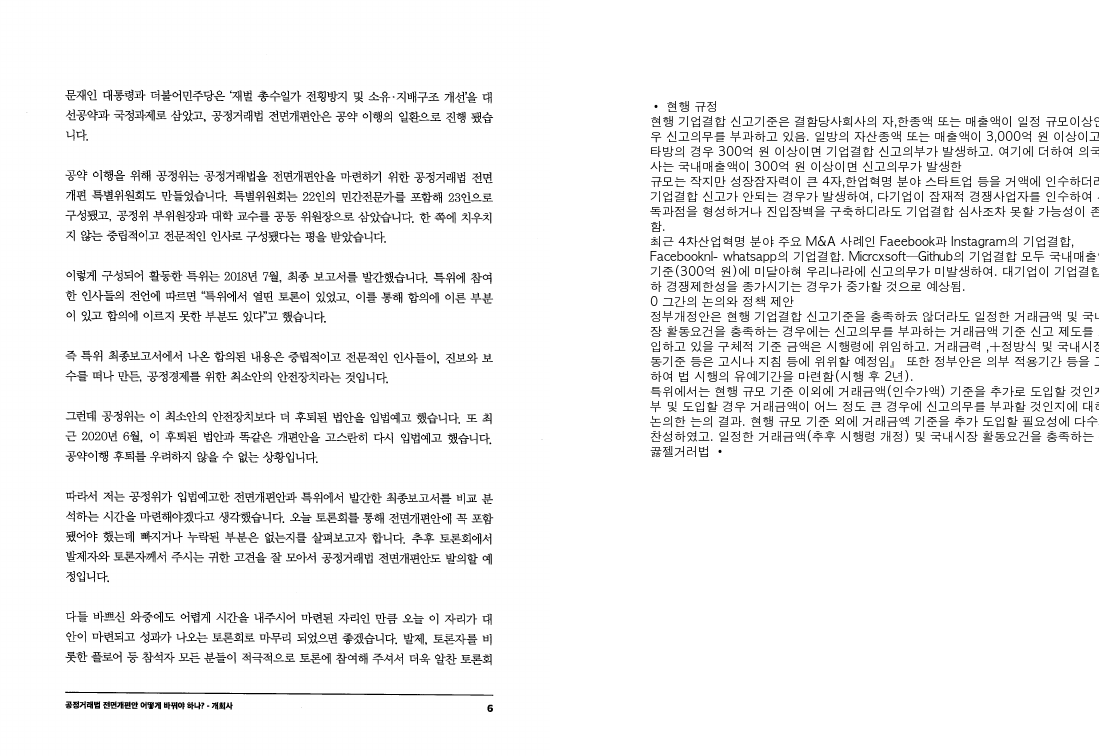 문재인 대통령과 더불어민주당은 '재벌 총수일가 전횡방지 및 소유·지배구조 개선'을 대
선공약과 국정과제로 삼았고, 공정거래법 전면개편안은 공약 이행의 일환으로 진행 됐습
니다.
공약 이행을 위해 공정위는 공정거래법을 전면개편안을 마련하기 위한 공정거래법 전면
개편 특별위원회도 만들었습니다. 특별위원회는 22인의 민간전문가를 포함해 23인으로
구성됐고, 공정위 부위원장과 대학 교수를 공동 위원장으로 삼았습니다. 한 쪽에 치우치
지 않는 중립적이고 전문적인 인사로 구성됐다는 평을 받았습니다.
이렇게 구성되어 활동한 특위는 2018년 7월, 최종 보고서를 발간했습니다. 특위에 참여
한 인사들의 전언에 따르면 "특위에서 열띤 토론이 있었고, 이를 통해 합의에 이른 부분
이 있고 합의에 이르지 못한 부분도 있다"고 했습니다.
즉 특위 최종보고서에서 나온 합의된 내용은 중립적이고 전문적인 인사들이, 진보와 보
수를 떠나 만든, 공정경제를 위한 최소안의 안전장치라는 것입니다.
그런데 공정위는 이 최소안의 안전장치보다 더 후퇴된 법안을 입법예고 했습니다. 또 최
근 2020년 6월, 이 후퇴된 법안과 똑같은 개편안을 고스란히 다시 입법예고 했습니다.
공약이행 후퇴를 우려하지 않을 수 없는 상황입니다.
따라서 저는 공정위가 입법예고한 전면개편안과 특위에서 발간한 최종보고서를 비교 분
석하는 시간을 마련해야겠다고 생각했습니다. 오늘 토론회를 통해 전면개편안에 꼭 포함
됐어야 했는데 빠지거나 누락된 부분은 없는지를 살펴보고자 합니다. 추후 토론회에서
발제자와 토론자께서 주시는 귀한 고견을 잘 모아서 공정거래법 전면개편안도 발의할 예
정입니다.
다들 바쁘신 와중에도 어렵게 시간을 내주시어 마련된 자리인 만큼 오늘 이 자리가 대
안이 마련되고 성과가 나오는 토론회로 마무리 되었으면 좋겠습니다. 발제, 토론자를 비
롯한 플로어 등 참석자 모든 분들이 적극적으로 토론에 참여해 주셔서 더욱 알찬 토론회
공정거래법 전면개편안 어떻게 바꿔야 하나? - 개회사
6
• 현행 규정
현행 기업결합 신고기준은 결함당사회사의 자,한종액 또는 매출액이 일정 규모이상인
우 신고의무를 부과하고 있음. 일방의 자산종액 또는 매출액이 3,000억 원 이상이고
타방의 경우 300억 원 이상이면 기업결합 신고의부가 발생하고. 여기에 더하여 의국
사는 국내매출액이 300억 원 이상이면 신고의무가 발생한
규모는 작지만 성장잠자력이 큰 4자,한업혁명 분야 스타트업 등을 거액에 인수하더라
기업결합 신고가 안되는 경우가 발생하여, 다기업이 잠재적 경쟁사업자를 인수하여
독과점을 형성하거나 진입장벽을 구축하디라도 기업결합 심사조차 못할 가능성이 존
함.
최근 4차산업혁명 분야 주요 M&A 사례인 Faeebook과 Instagram의 기업결합,
Facebooknl- whatsapp의 기업결합. Micrcxsoft—Github의 기업결합 모두 국내매출
기준(300억 원)에 미달아혀 우리나라에 신고의무가 미발생하여. 대기업이 기업결합
하 경쟁제한성을 종가시기는 경우가 중가할 것으로 예상됨.
0 그간의 논의와 정책 제안
정부개정안은 현행 기업결합 신고기준을 충족하云 않더라도 일정한 거래금액 및 국내
장 활동요건을 충족하는 경우에는 신고의무를 부과하는 거래금액 기준 신고 제도를
입하고 있을 구체적 기준 금액은 시행령에 위임하고. 거래금력 ,十정방식 및 국내시장
동기준 등은 고시나 지침 등에 위위할 예정임』 또한 정부안은 의부 적용기간 등을 고
하여 법 시행의 유예기간을 마련함(시행 후 2년).
특위에서는 현행 규모 기준 이외에 거래금액(인수가액) 기준을 추가로 도입할 것인지
부 및 도입할 경우 거래금액이 어느 정도 큰 경우에 신고의무를 부과할 것인지에 대하
논의한 는의 결과. 현행 규모 기준 외에 거래금액 기준을 추가 도입할 필요성에 다수
찬성하였고. 일정한 거래금액(추후 시행령 개정) 및 국내시장 활동요건을 충족하는
끓젤거러법 •